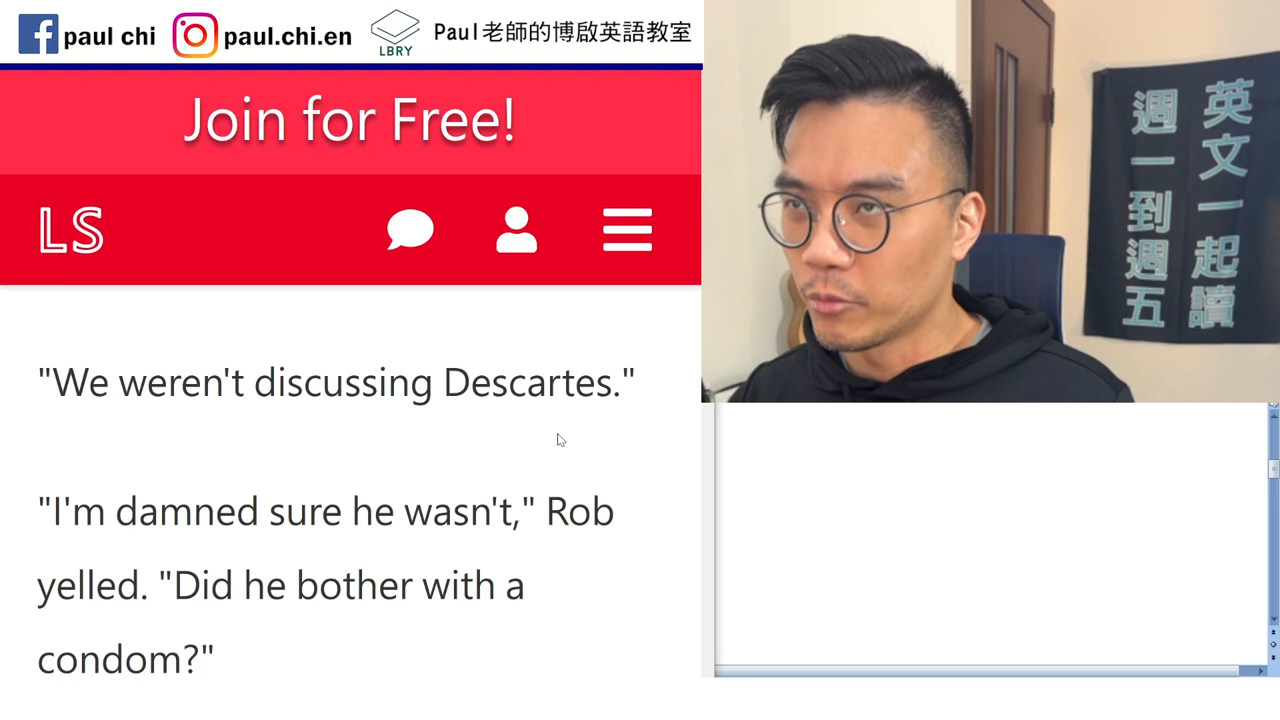 paul chi
paul.chi.en
LBRY
Paul老師的博啟英語教室
Join for Free!
LS
"We weren't discussing Descartes."
"I'm damned sure he wasn't," Rob
yelled. "Did he bother with a
condom?"
英文一起讀
週一到週五